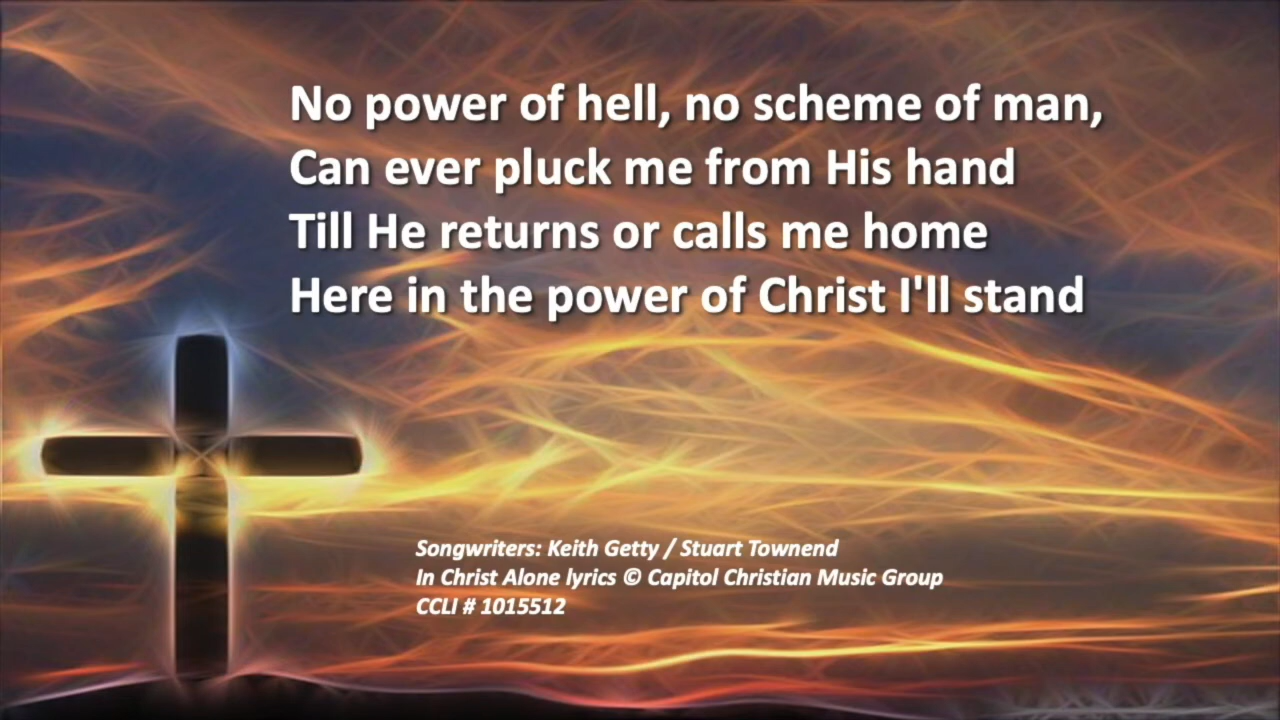 No power of hell, no scheme of man,
Can ever pluck me from His hand
Till He returns or calls me home
Here in the power of Christ I'll stand
Songwriters: Keith Getty / Stuart Townend
In Christ Alone lyrics © Capitol Christian Music Group
CCLI # 1015512